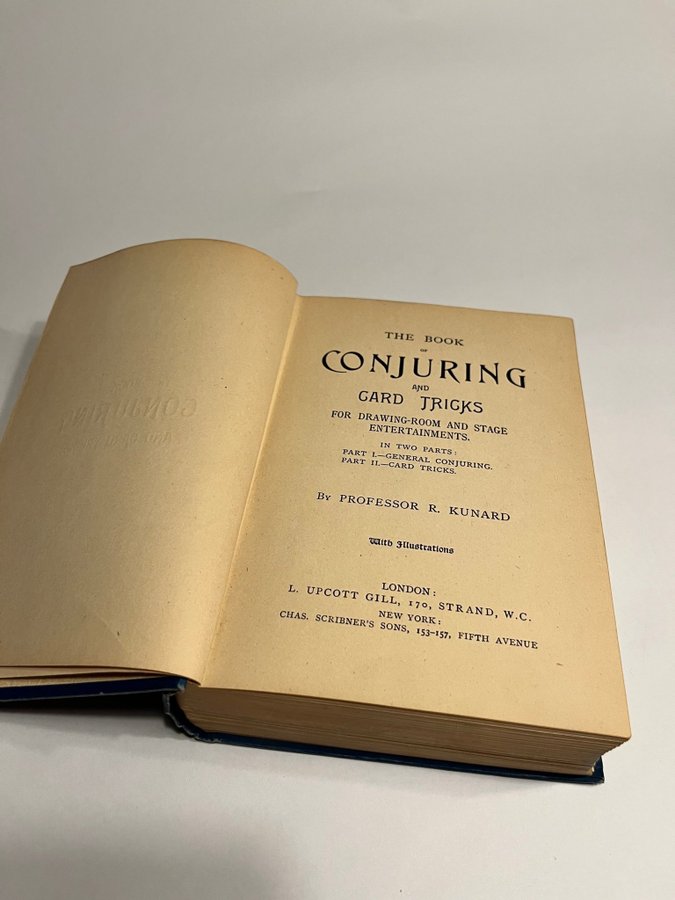 THE BOOK
OF
CONJURING
AND
CARD TRICKS
FOR DRAWING-ROOM AND STAGE
ENTERTAINMENTS.
IN TWO PARTS:
PART I.—GENERAL CONJURING.
PART II.—CARD TRICKS.
BY PROFESSOR R. KUNARD
With Illustrations
LONDON:
L. UPCOTT GILL, 170, STRAND, W.C.
NEW YORK:
CHAS. SCRIBNER'S SONS, 153-157, FIFTH AVENUE